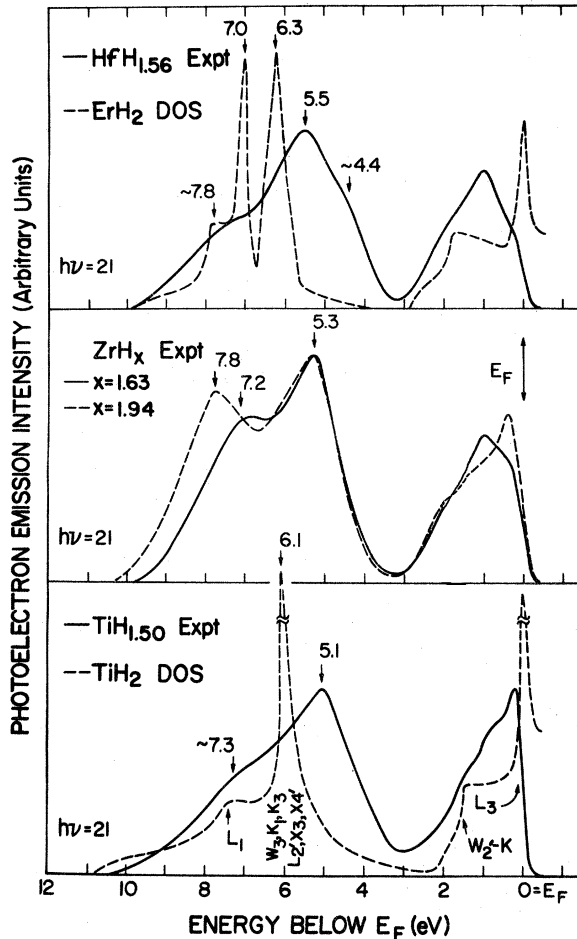 PHOTOELECTRON EMISSION INTENSITY (Arbitrary Units)
— HfH1.56 Expt
--- ErH2 DOS
7.0
6.3
5.5
~4.4
~7.8
hν=21
ZrHx Expt
— x=1.63
--- x=1.94
7.8
7.2
5.3
EF
hν=21
— TiH1.50 Expt
--- TiH2 DOS
6.1
5.1
~7.3
hν=21
L1
W3,K1,K3
L2',X3,X4'
W2'-K
L3
12 10 8 6 4 2 0=EF
ENERGY BELOW EF (eV)